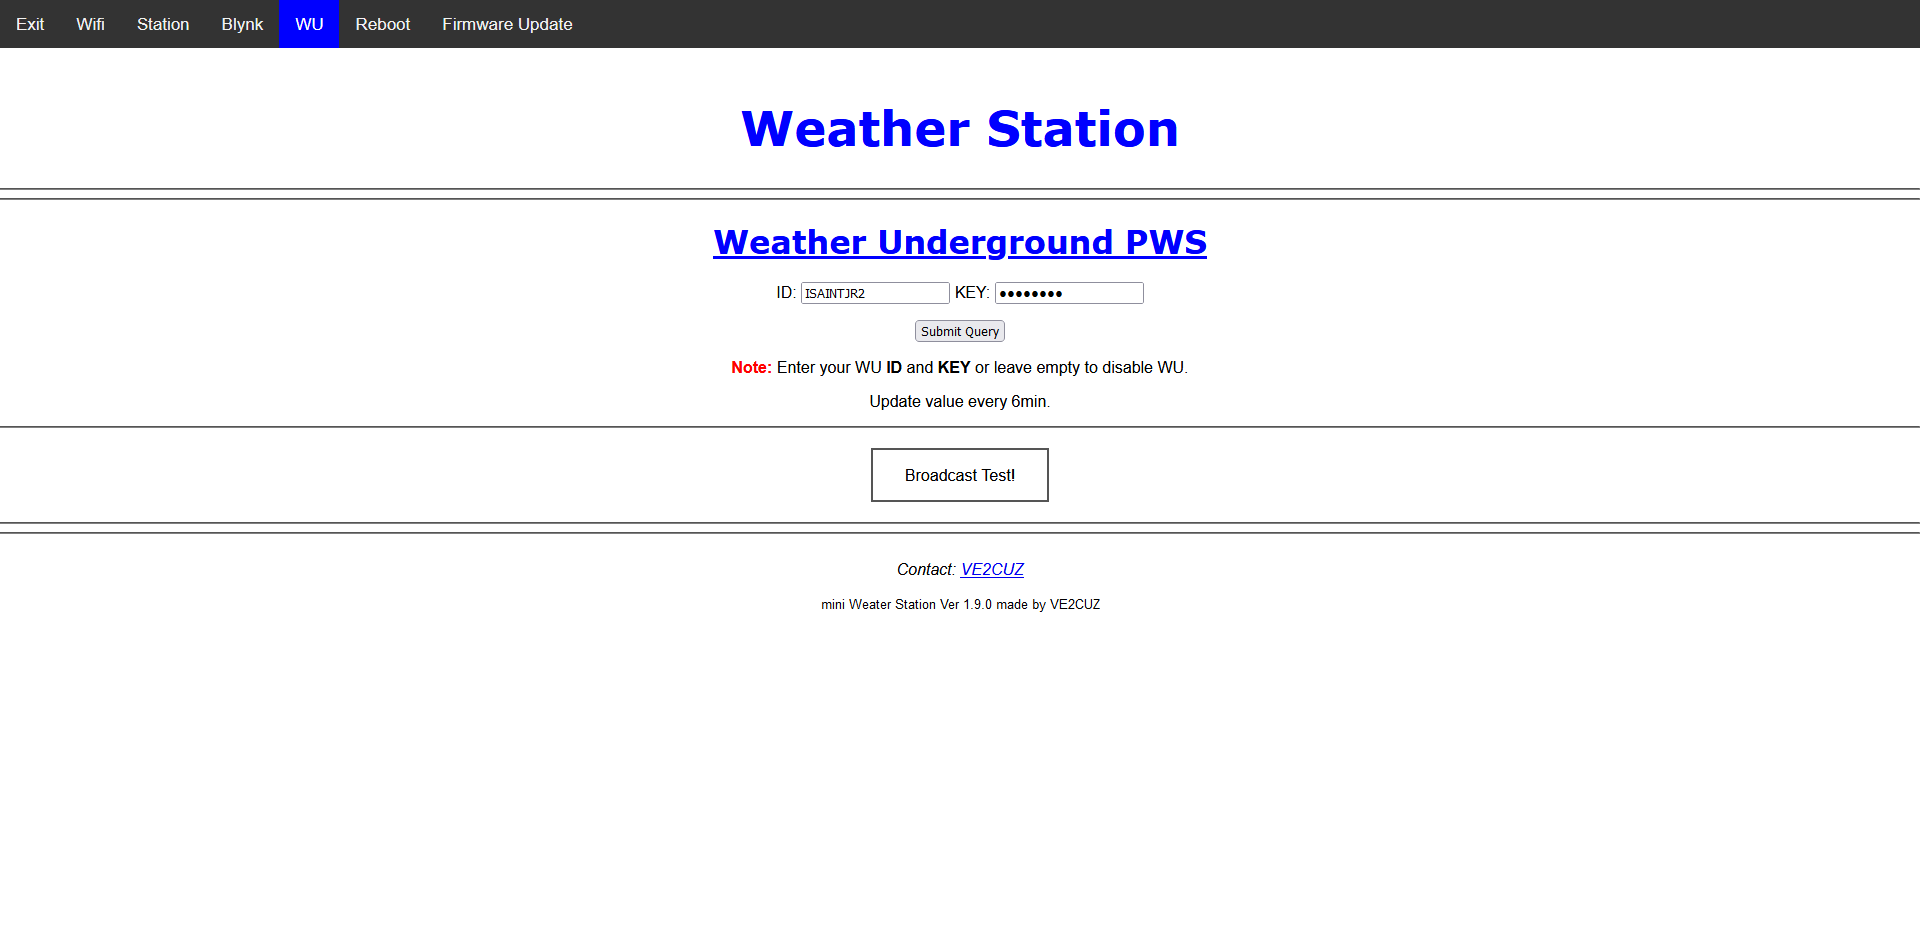 Exit Wifi Station Blynk WU Reboot Firmware Update
Weather Station
Weather Underground PWS
ID: ISAINTJR2 KEY: ●●●●●●●●
Submit Query
Note: Enter your WU ID and KEY or leave empty to disable WU.
Update value every 6min.
Broadcast Test!
Contact: VE2CUZ
mini Weater Station Ver 1.9.0 made by VE2CUZ